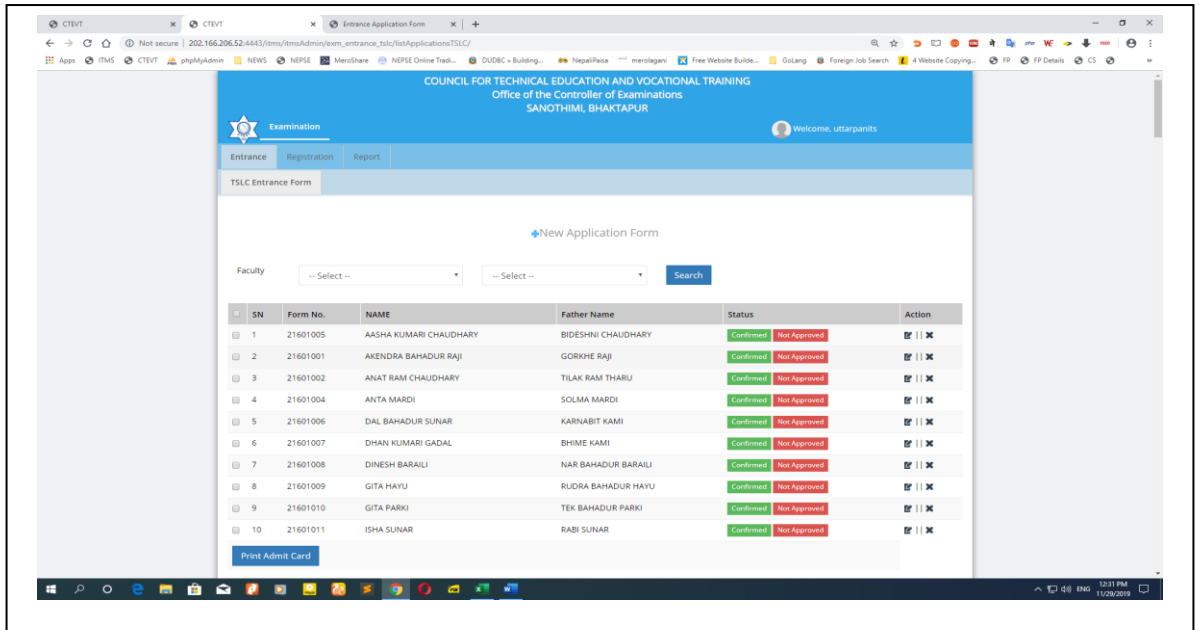 CTEVT
CTEVT
Entrance Application Form
Not secure | 202.166.206.52:4443/itms/itmsAdmin/exm_entrance_tslc/listApplicationsTSLC/
Apps ITMS CTEVT phpMyAdmin NEWS NEPSE MeroShare NEPSE Online Tradi... DUDBC » Building... NepaliPaisa merolagani Free Website Builde... GoLang Foreign Job Search 4 Website Copying... FP FP Details CS
COUNCIL FOR TECHNICAL EDUCATION AND VOCATIONAL TRAINING
Office of the Controller of Examinations
SANOTHIMI, BHAKTAPUR
Examination
Welcome, uttarpanits
Entrance Registration Report
TSLC Entrance Form
New Application Form
Faculty -- Select -- -- Select -- Search
SN Form No. NAME Father Name Status Action
1 21601005 AASHA KUMARI CHAUDHARY BIDESHNI CHAUDHARY Confirmed Not Approved ||
2 21601001 AKENDRA BAHADUR RAJI GORKHE RAJI Confirmed Not Approved ||
3 21601002 ANAT RAM CHAUDHARY TILAK RAM THARU Confirmed Not Approved ||
4 21601004 ANTA MARDI SOLMA MARDI Confirmed Not Approved ||
5 21601006 DAL BAHADUR SUNAR KARNABIT KAMI Confirmed Not Approved ||
6 21601007 DHAN KUMARI GADAL BHIME KAMI Confirmed Not Approved ||
7 21601008 DINESH BARAILI NAR BAHADUR BARAILI Confirmed Not Approved ||
8 21601009 GITA HAYU RUDRA BAHADUR HAYU Confirmed Not Approved ||
9 21601010 GITA PARKI TEK BAHADUR PARKI Confirmed Not Approved ||
10 21601011 ISHA SUNAR RABI SUNAR Confirmed Not Approved ||
Print Admit Card
ENG 12:31 PM
11/29/2019